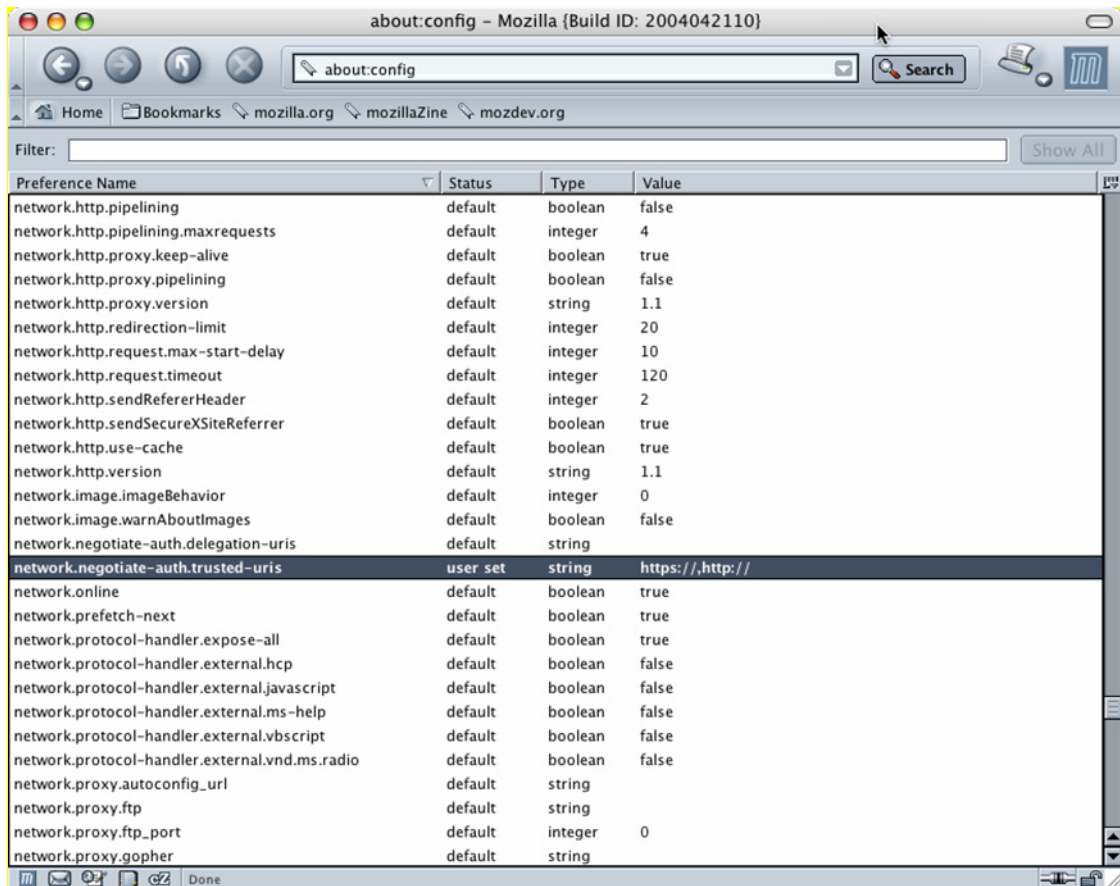 about:config – Mozilla {Build ID: 2004042110}
about:config Search
Home Bookmarks mozilla.org mozillaZine mozdev.org
Filter: Show All
Preference Name Status Type Value
network.http.pipelining default boolean false
network.http.pipelining.maxrequests default integer 4
network.http.proxy.keep-alive default boolean true
network.http.proxy.pipelining default boolean false
network.http.proxy.version default string 1.1
network.http.redirection-limit default integer 20
network.http.request.max-start-delay default integer 10
network.http.request.timeout default integer 120
network.http.sendRefererHeader default integer 2
network.http.sendSecureXSiteReferrer default boolean true
network.http.use-cache default boolean true
network.http.version default string 1.1
network.image.imageBehavior default integer 0
network.image.warnAboutImages default boolean false
network.negotiate-auth.delegation-uris default string
network.negotiate-auth.trusted-uris user set string https://,http://
network.online default boolean true
network.prefetch-next default boolean true
network.protocol-handler.expose-all default boolean true
network.protocol-handler.external.hcp default boolean false
network.protocol-handler.external.javascript default boolean false
network.protocol-handler.external.ms-help default boolean false
network.protocol-handler.external.vbscript default boolean false
network.protocol-handler.external.vnd.ms.radio default boolean false
network.proxy.autoconfig_url default string
network.proxy.ftp default string
network.proxy.ftp_port default integer 0
network.proxy.gopher default string
Done